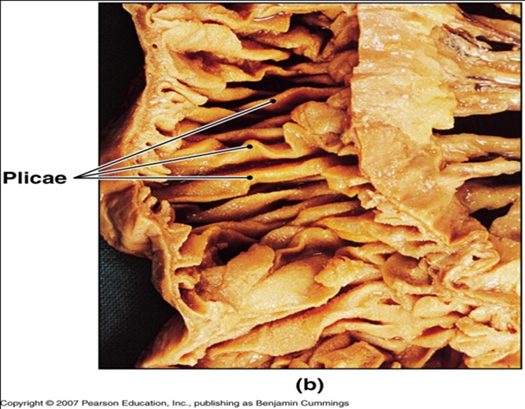 Plicae
(b)
Copyright © 2007 Pearson Education, Inc., publishing as Benjamin Cummings